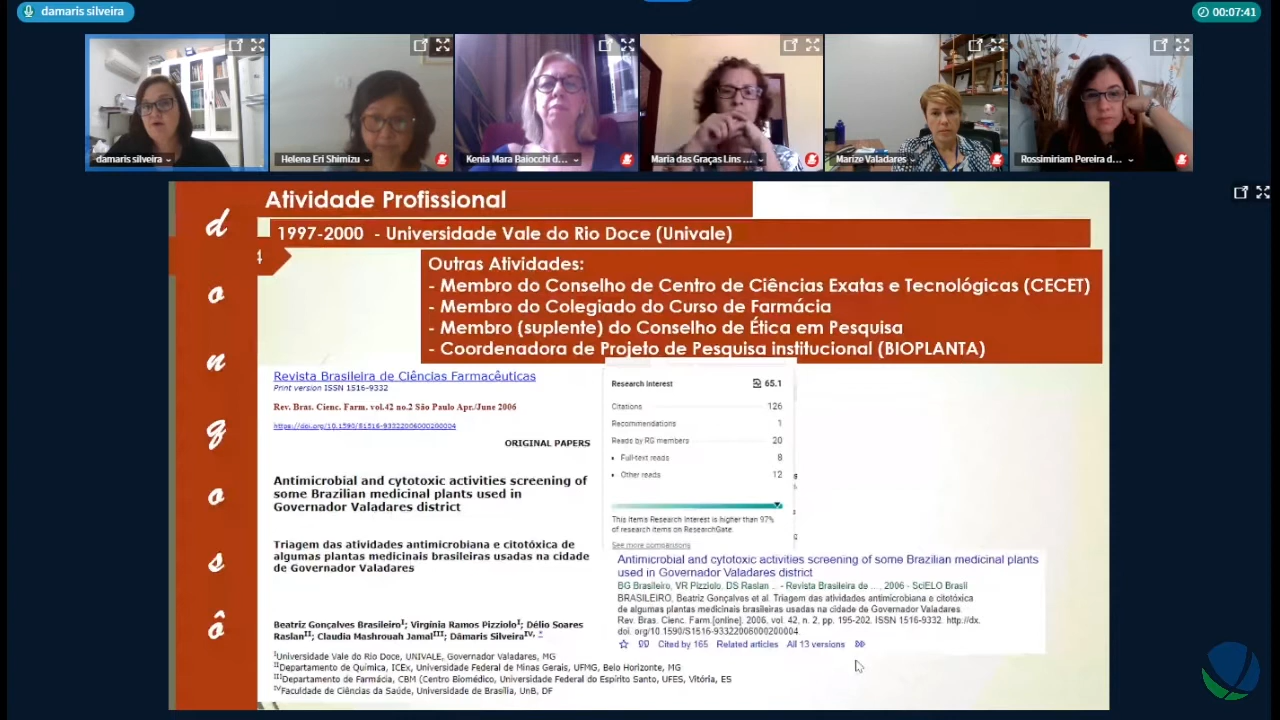 damaris silveira
00:07:41
damaris silveira
Helena Eri Shimizu
Kenia Mara Baiocchi d...
Maria das Graças Lins ...
Marize Valadares
Rossimiriam Pereira d...
Atividade Profissional
1997-2000 - Universidade Vale do Rio Doce (Univale)
4
Outras Atividades:
- Membro do Conselho de Centro de Ciências Exatas e Tecnológicas (CECET)
- Membro do Colegiado do Curso de Farmácia
- Membro (suplente) do Conselho de Ética em Pesquisa
- Coordenadora de Projeto de Pesquisa institucional (BIOPLANTA)
d
o
n
q
o
s
ô
Revista Brasileira de Ciências Farmacêuticas
Print version ISSN 1516-9332
Rev. Bras. Cienc. Farm. vol.42 no.2 São Paulo Apr./June 2006
https://doi.org/10.1590/S1516-93322006000200004
ORIGINAL PAPERS
Antimicrobial and cytotoxic activities screening of
some Brazilian medicinal plants used in
Governador Valadares district
Triagem das atividades antimicrobiana e citotóxica de
algumas plantas medicinais brasileiras usadas na cidade
de Governador Valadares
Beatriz Gonçalves Brasileiro I; Virgínia Ramos Pizziolo I; Délio Soares
Raslan II; Claudia Mashrouah Jamal III; Dâmaris Silveira IV, *
I Universidade Vale do Rio Doce, UNIVALE, Governador Valadares, MG
II Departamento de Química, ICEx, Universidade Federal de Minas Gerais, UFMG, Belo Horizonte, MG
III Departamento de Farmácia, CBM (Centro Biomédico, Universidade Federal do Espírito Santo, UFES, Vitória, ES
IV Faculdade de Ciências da Saúde, Universidade de Brasília, UnB, DF
Research Interest 65.1
Citations 126
Recommendations 1
Reads by RG members 20
• Full-text reads 8
• Other reads 12
This item's Research Interest is higher than 97%
of research items on ResearchGate.
See more comparisons
Antimicrobial and cytotoxic activities screening of some Brazilian medicinal plants
used in Governador Valadares district
BG Brasileiro, VR Pizziolo, DS Raslan... - Revista Brasileira de ..., 2006 - SciELO Brasil
BRASILEIRO, Beatriz Gonçalves et al. Triagem das atividades antimicrobiana e citotóxica
de algumas plantas medicinais brasileiras usadas na cidade de Governador Valadares.
Rev. Bras. Cienc. Farm.[online]. 2006, vol. 42, n. 2, pp. 195-202. ISSN 1516-9332. http://dx.
doi. org/10.1590/S1516-93322006000200004.
Cited by 165 Related articles All 13 versions